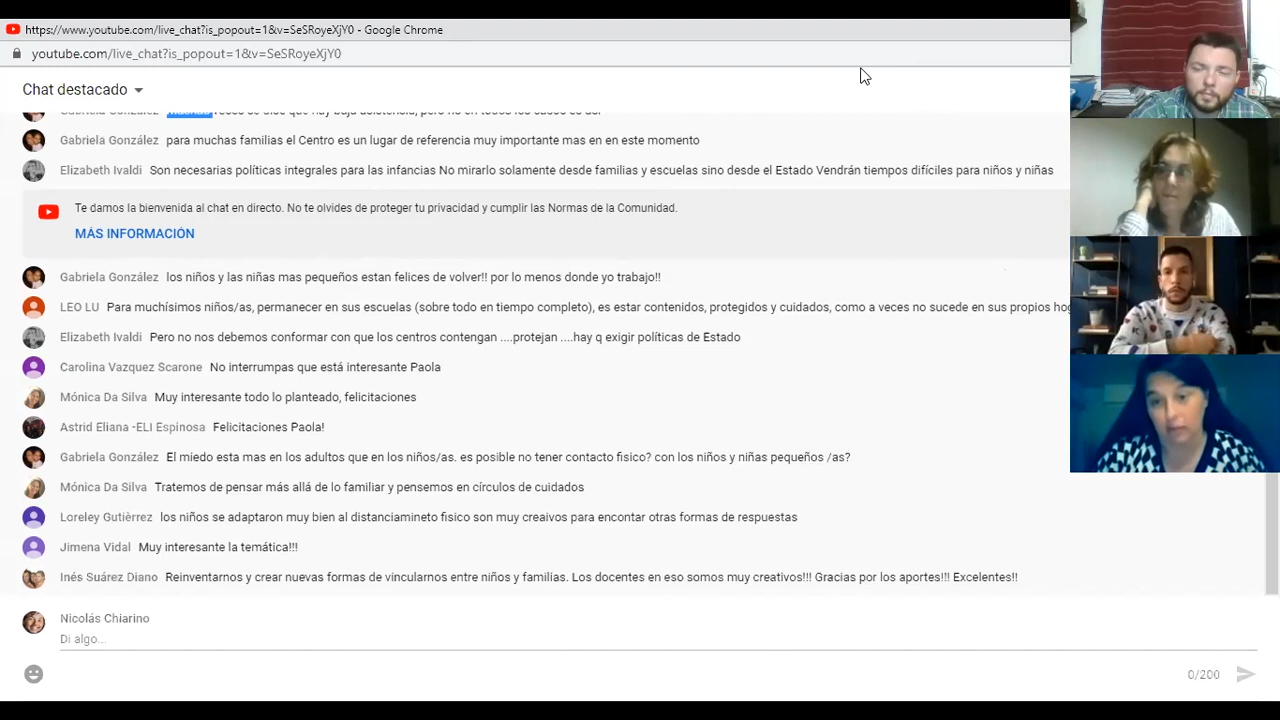 https://www.youtube.com/live_chat?is_popout=1&v=SeSRoyeXjY0 - Google Chrome
youtube.com/live_chat?is_popout=1&v=SeSRoyeXjY0
Chat destacado
Gabriela González para muchas familias el Centro es un lugar de referencia muy importante mas en en este momento
Elizabeth Ivaldi Son necesarias políticas integrales para las infancias No mirarlo solamente desde familias y escuelas sino desde el Estado Vendrán tiempos difíciles para niños y niñas
Te damos la bienvenida al chat en directo. No te olvides de proteger tu privacidad y cumplir las Normas de la Comunidad.
MÁS INFORMACIÓN
Gabriela González los niños y las niñas mas pequeños estan felices de volver!! por lo menos donde yo trabajo!!
LEO LU Para muchísimos niños/as, permanecer en sus escuelas (sobre todo en tiempo completo), es estar contenidos, protegidos y cuidados, como a veces no sucede en sus propios
Elizabeth Ivaldi Pero no nos debemos conformar con que los centros contengan ....protejan ....hay q exigir políticas de Estado
Carolina Vazquez Scarone No interrumpas que está interesante Paola
Mónica Da Silva Muy interesante todo lo planteado, felicitaciones
Astrid Eliana -ELI Espinosa Felicitaciones Paola!
Gabriela González El miedo esta mas en los adultos que en los niños/as. es posible no tener contacto fisico? con los niños y niñas pequeños /as?
Mónica Da Silva Tratemos de pensar más allá de lo familiar y pensemos en círculos de cuidados
Loreley Gutièrrez los niños se adaptaron muy bien al distanciamineto fisico son muy creaivos para encontar otras formas de respuestas
Jimena Vidal Muy interesante la temática!!!
Inés Suárez Diano Reinventarnos y crear nuevas formas de vincularnos entre niños y familias. Los docentes en eso somos muy creativos!!! Gracias por los aportes!!! Excelentes!!
Nicolás Chiarino
Di algo...
0/200